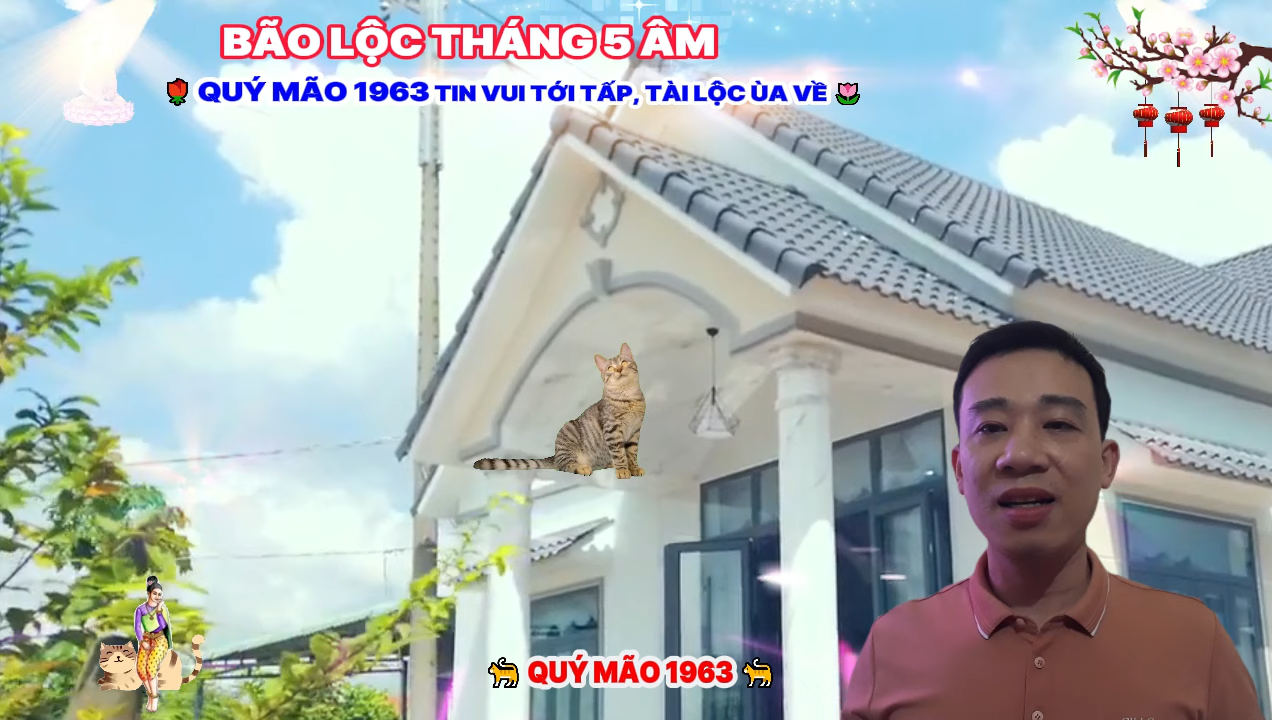 BÃO LỘC THÁNG 5 ÂM
QUÝ MÃO 1963 TIN VUI TỚI TẤP, TÀI LỘC ÙA VỀ
QUÝ MÃO 1963